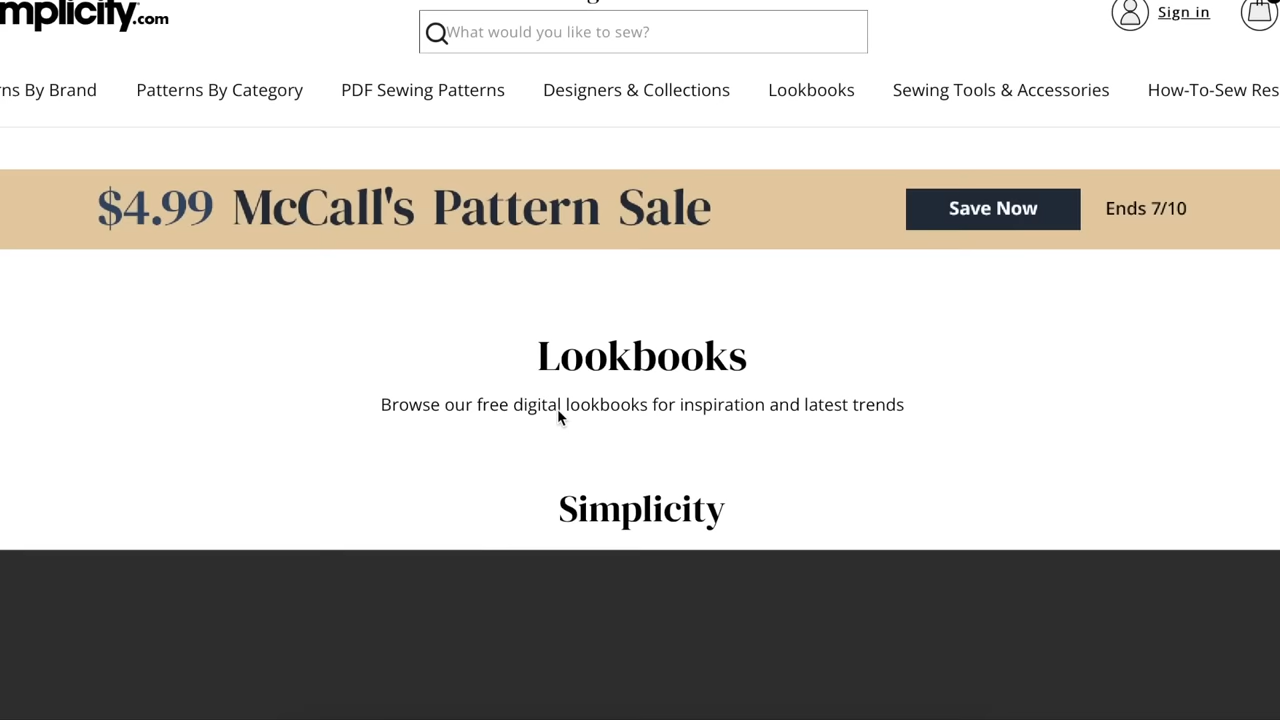 mplicity.com
What would you like to sew?
Sign in
rns By Brand
Patterns By Category
PDF Sewing Patterns
Designers & Collections
Lookbooks
Sewing Tools & Accessories
How-To-Sew Res
$4.99 McCall's Pattern Sale
Save Now
Ends 7/10
Lookbooks
Browse our free digital lookbooks for inspiration and latest trends
Simplicity